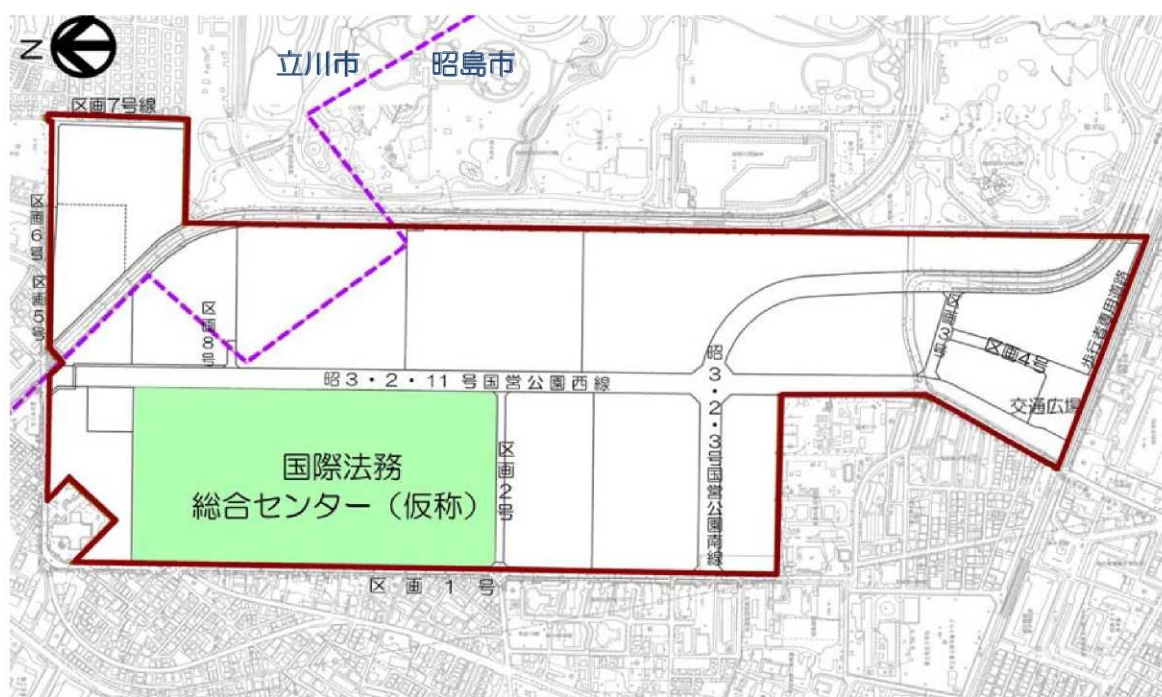 N
立川市
昭島市
区画7号線
区画6号
区画5号
区画8号
昭3・2・11号国営公園西線
昭3・2・3号国営公園南線
区画3号
区画4号
歩行者専用道路
交通広場
国際法務
総合センター（仮称）
区画2号
区画1号